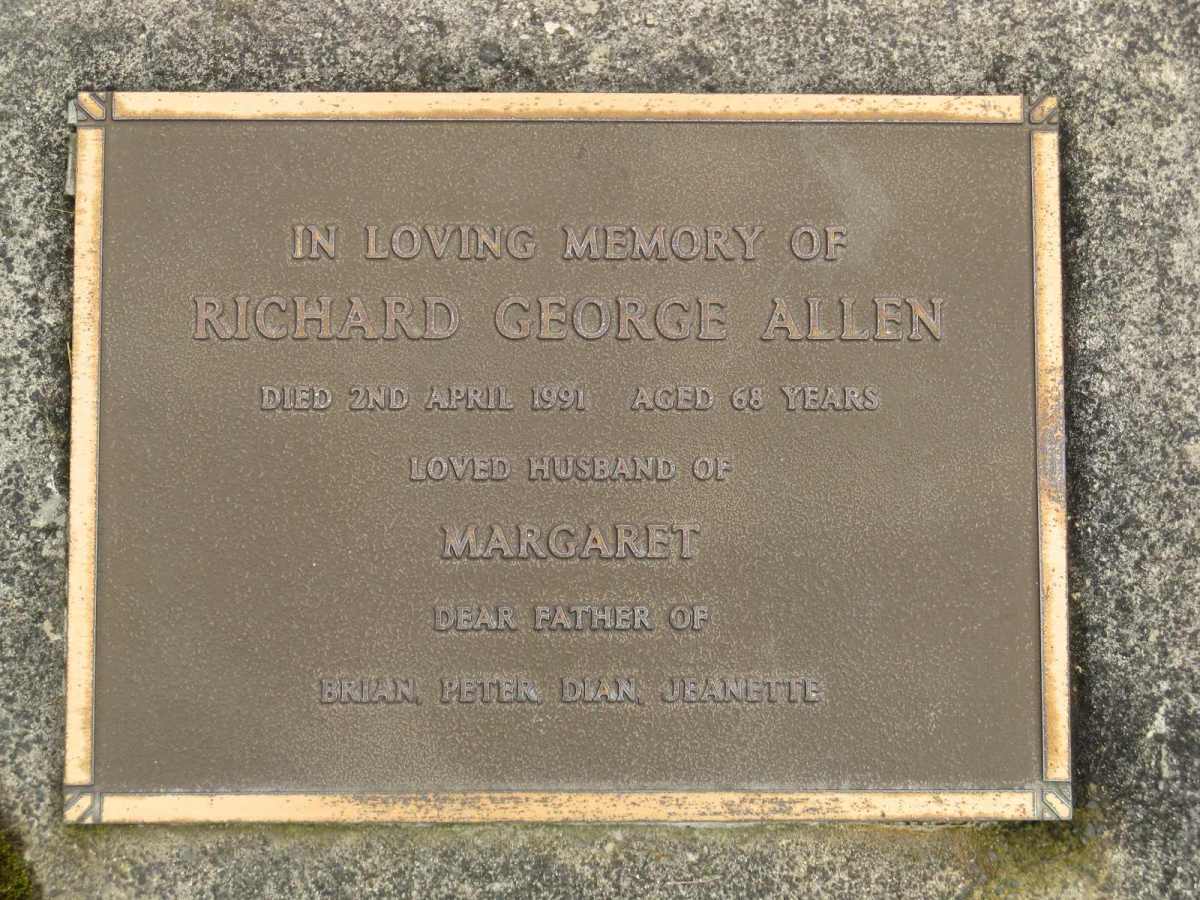 IN LOVING MEMORY OF
RICHARD GEORGE ALLEN
DIED 2ND APRIL 1991 AGED 68 YEARS
LOVED HUSBAND OF
MARGARET
DEAR FATHER OF
BRIAN, PETER, DIAN, JEANETTE